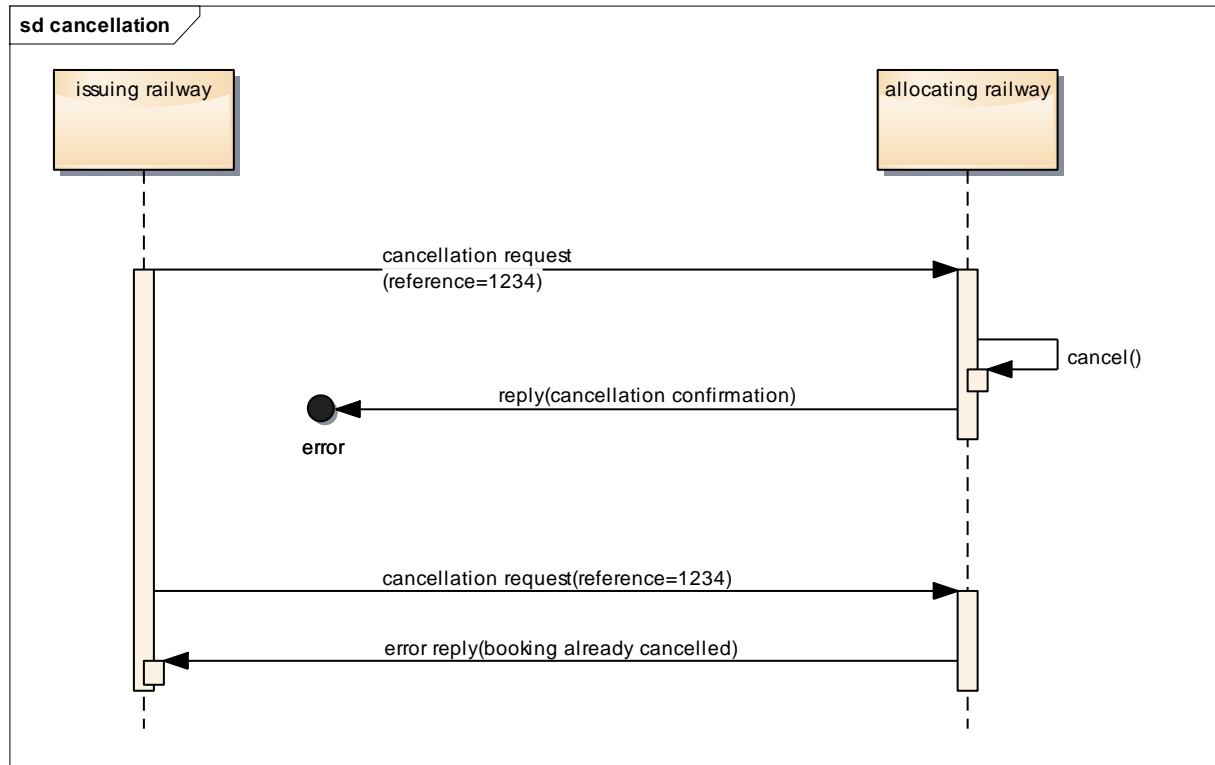 sd cancellation
issuing railway
allocating railway
cancellation request
(reference=1234)
cancel()
reply(cancellation confirmation)
error
cancellation request(reference=1234)
error reply(booking already cancelled)